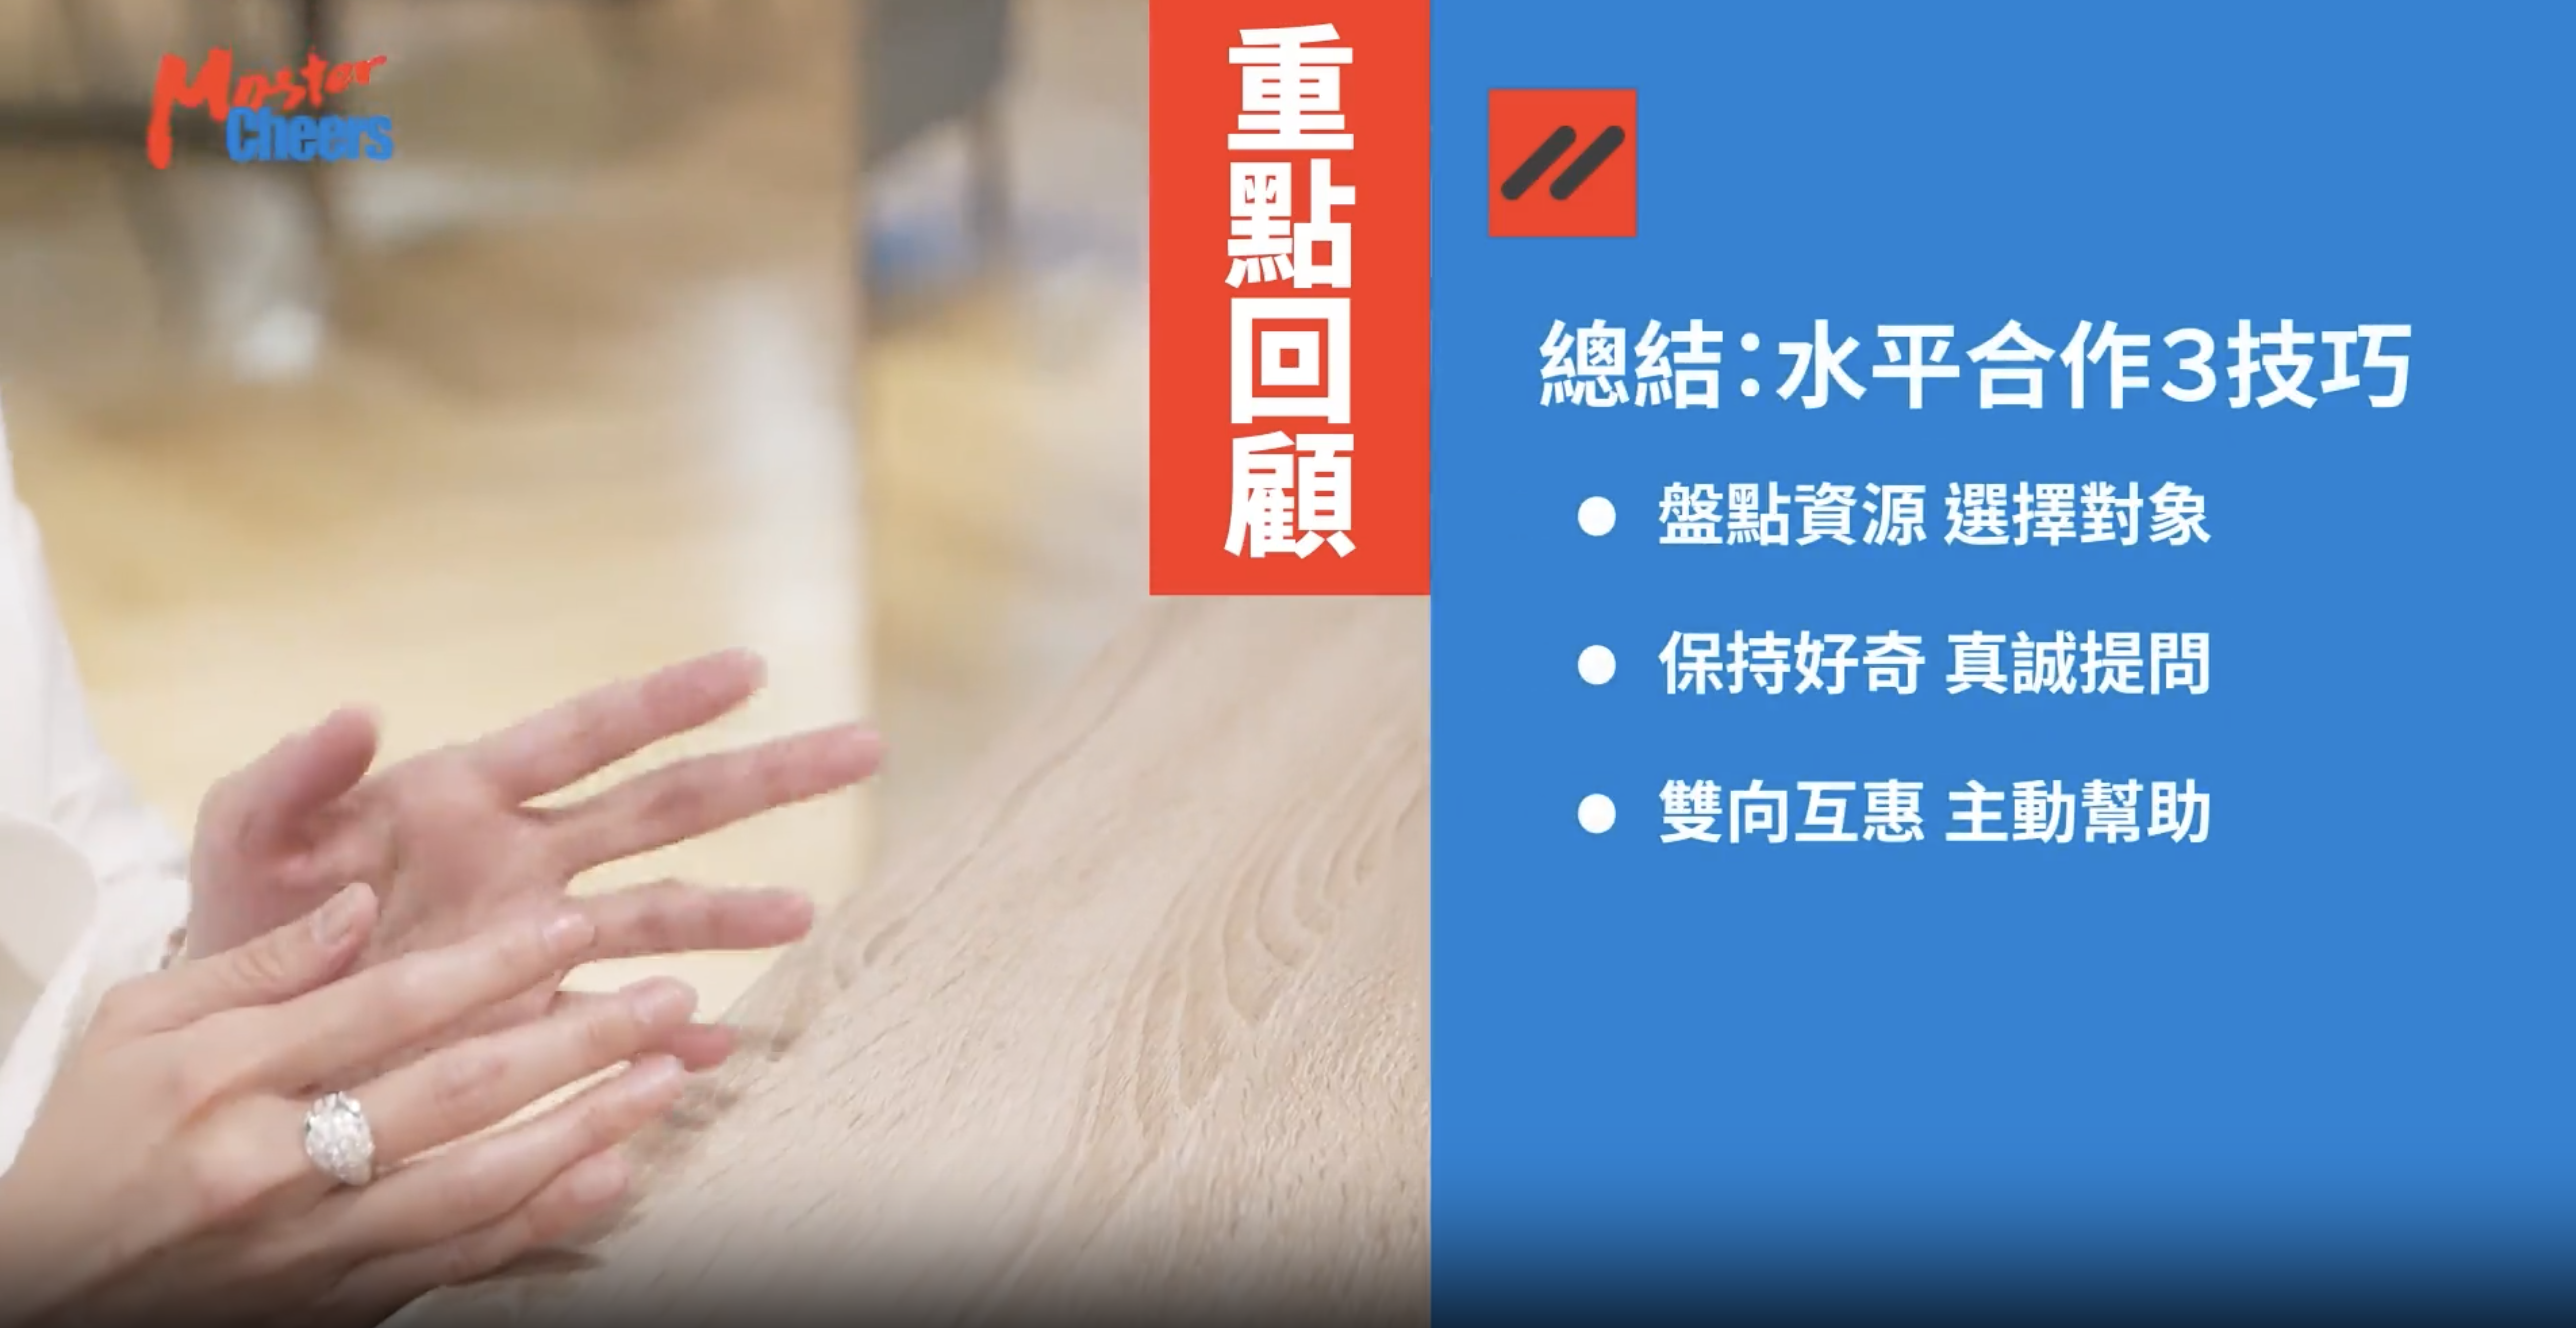 Master
Cheers
重點回顧
總結：水平合作3技巧
盤點資源 選擇對象
保持好奇 真誠提問
雙向互惠 主動幫助